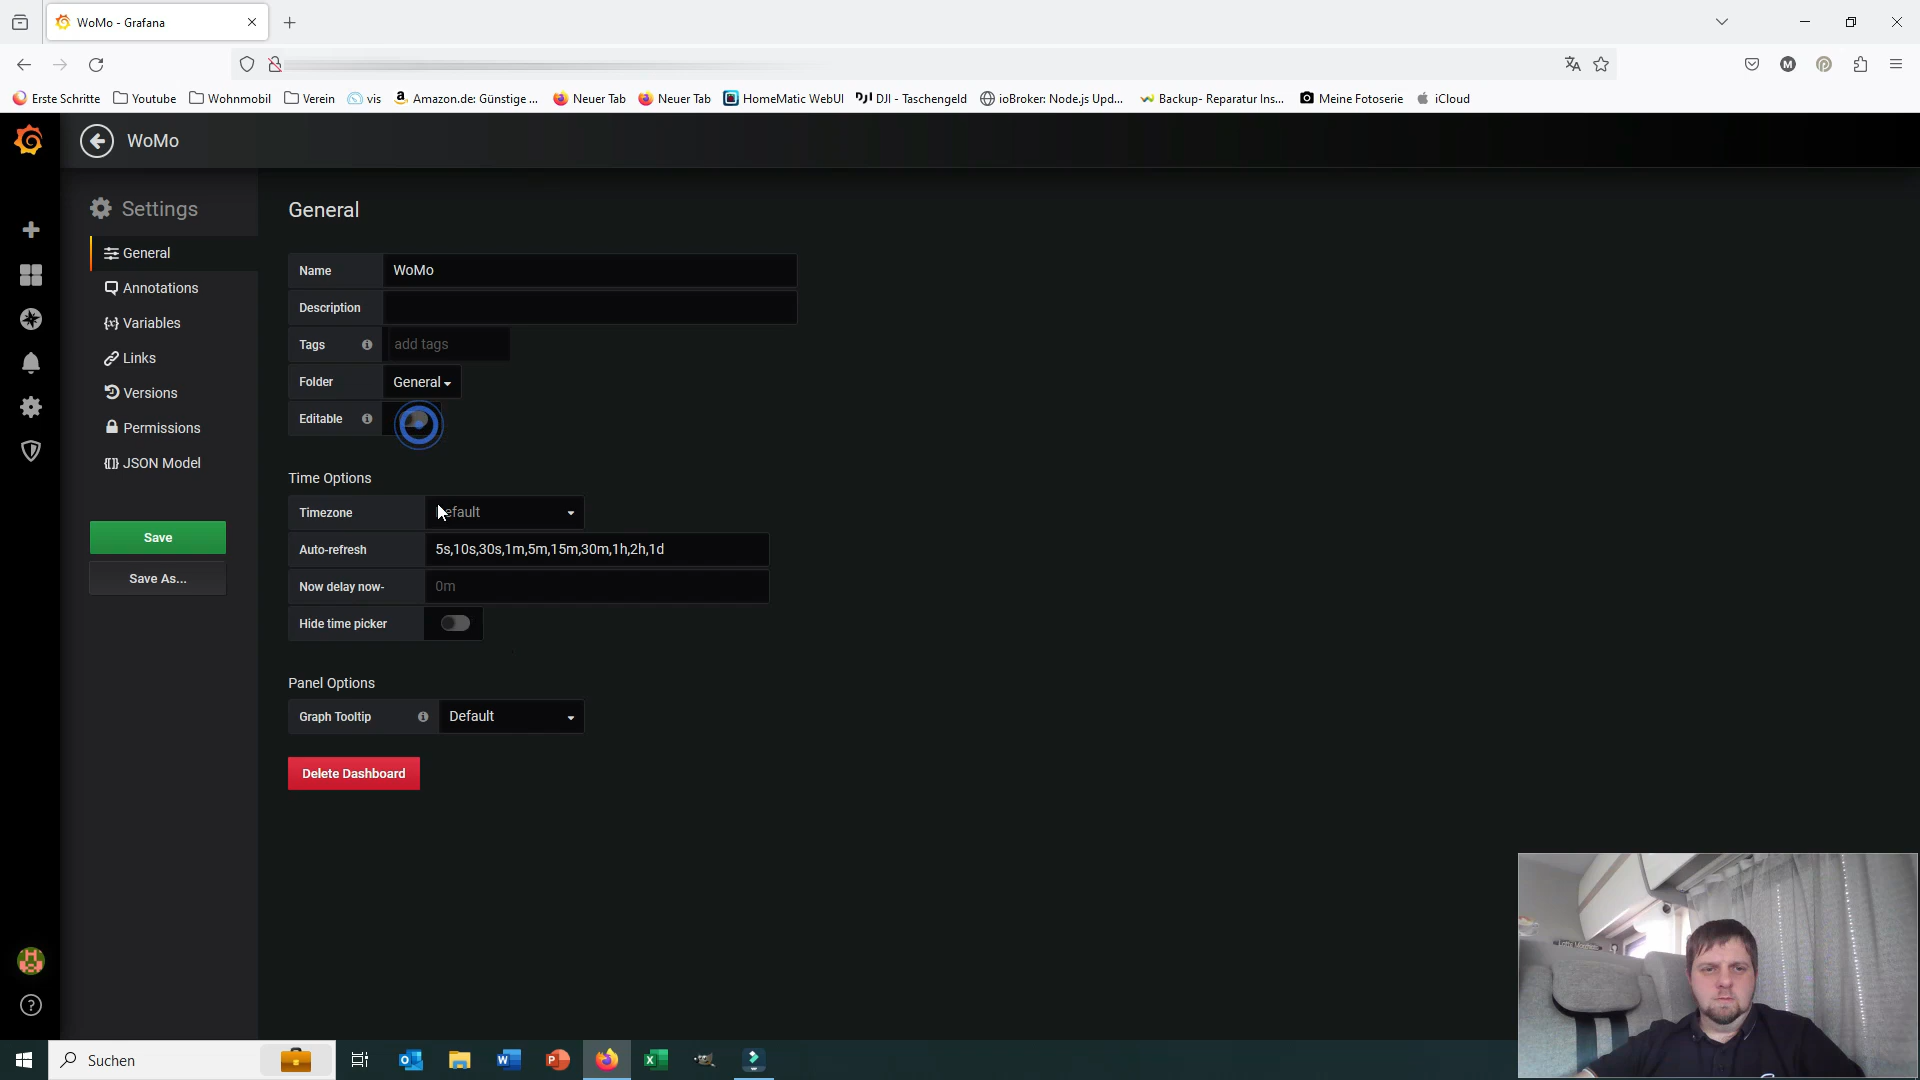 WoMo - Grafana
Erste Schritte
Youtube
Wohnmobil
Verein
vis
Amazon.de: Günstige ...
Neuer Tab
Neuer Tab
HomeMatic WebUI
DJI - Taschengeld
ioBroker: Node.js Upd...
Backup- Reparatur Ins...
Meine Fotoserie
iCloud
WoMo
Settings
General
Annotations
Variables
Links
Versions
Permissions
JSON Model
Save
Save As...
General
Name
WoMo
Description
Tags
add tags
Folder
General
Editable
Time Options
Timezone
efault
Auto-refresh
5s,10s,30s,1m,5m,15m,30m,1h,2h,1d
Now delay now-
0m
Hide time picker
Panel Options
Graph Tooltip
Default
Delete Dashboard
Suchen